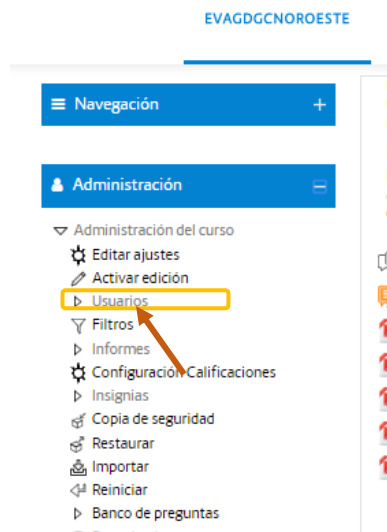 EVAGDGCNOROESTE
Navegación
Administración
Administración del curso
Editar ajustes
Activar edición
Usuarios
Filtros
Informes
Configuración Calificaciones
Insignias
Copia de seguridad
Restaurar
Importar
Reiniciar
Banco de preguntas